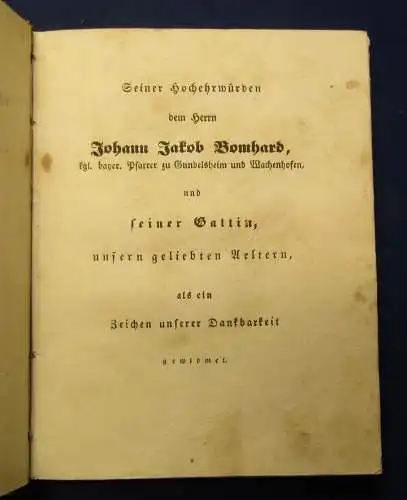 Seiner Hochehrwürden
dem Herrn
Johann Jakob Bomhard,
kgl. bayer. Pfarrer zu Gundelsheim und Wachenhofen,
und
seiner Gattin,
unsern geliebten Aeltern,
als ein
Zeichen unserer Dankbarkeit
gewidmet.